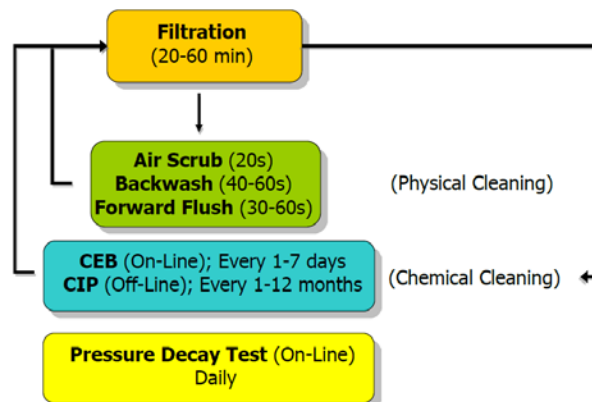 Filtration
(20-60 min)
Air Scrub (20s)
Backwash (40-60s)
Forward Flush (30-60s)
(Physical Cleaning)
CEB (On-Line); Every 1-7 days
CIP (Off-Line); Every 1-12 months
(Chemical Cleaning)
Pressure Decay Test (On-Line)
Daily